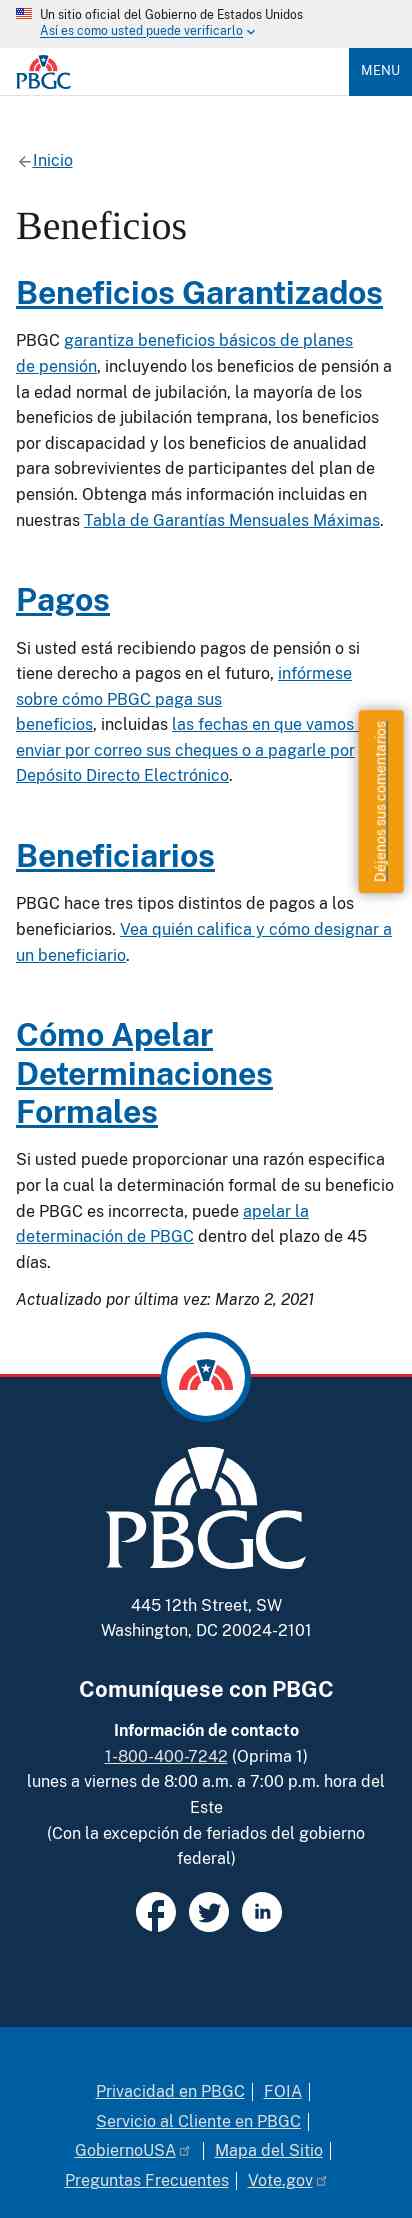 Un sitio oficial del Gobierno de Estados Unidos
Así es como usted puede verificarlo
PBGC
MENU
Inicio
Beneficios
Beneficios Garantizados
PBGC garantiza beneficios básicos de planes
de pensión, incluyendo los beneficios de pensión a
la edad normal de jubilación, la mayoría de los
beneficios de jubilación temprana, los beneficios
por discapacidad y los beneficios de anualidad
para sobrevivientes de participantes del plan de
pensión. Obtenga más información incluidas en
nuestras Tabla de Garantías Mensuales Máximas.
Pagos
Si usted está recibiendo pagos de pensión o si
tiene derecho a pagos en el futuro, infórmese
sobre cómo PBGC paga sus
beneficios, incluidas las fechas en que vamos
enviar por correo sus cheques o a pagarle por
Depósito Directo Electrónico.
Déjenos sus comentarios
Beneficiarios
PBGC hace tres tipos distintos de pagos a los
beneficiarios. Vea quién califica y cómo designar a
un beneficiario.
Cómo Apelar
Determinaciones
Formales
Si usted puede proporcionar una razón especifica
por la cual la determinación formal de su beneficio
de PBGC es incorrecta, puede apelar la
determinación de PBGC dentro del plazo de 45
días.
Actualizado por última vez: Marzo 2, 2021
PBGC
445 12th Street, SW
Washington, DC 20024-2101
Comuníquese con PBGC
Información de contacto
1-800-400-7242 (Oprima 1)
lunes a viernes de 8:00 a.m. a 7:00 p.m. hora del
Este
(Con la excepción de feriados del gobierno
federal)
Privacidad en PBGC FOIA
Servicio al Cliente en PBGC
GobiernoUSA Mapa del Sitio
Preguntas Frecuentes Vote.gov